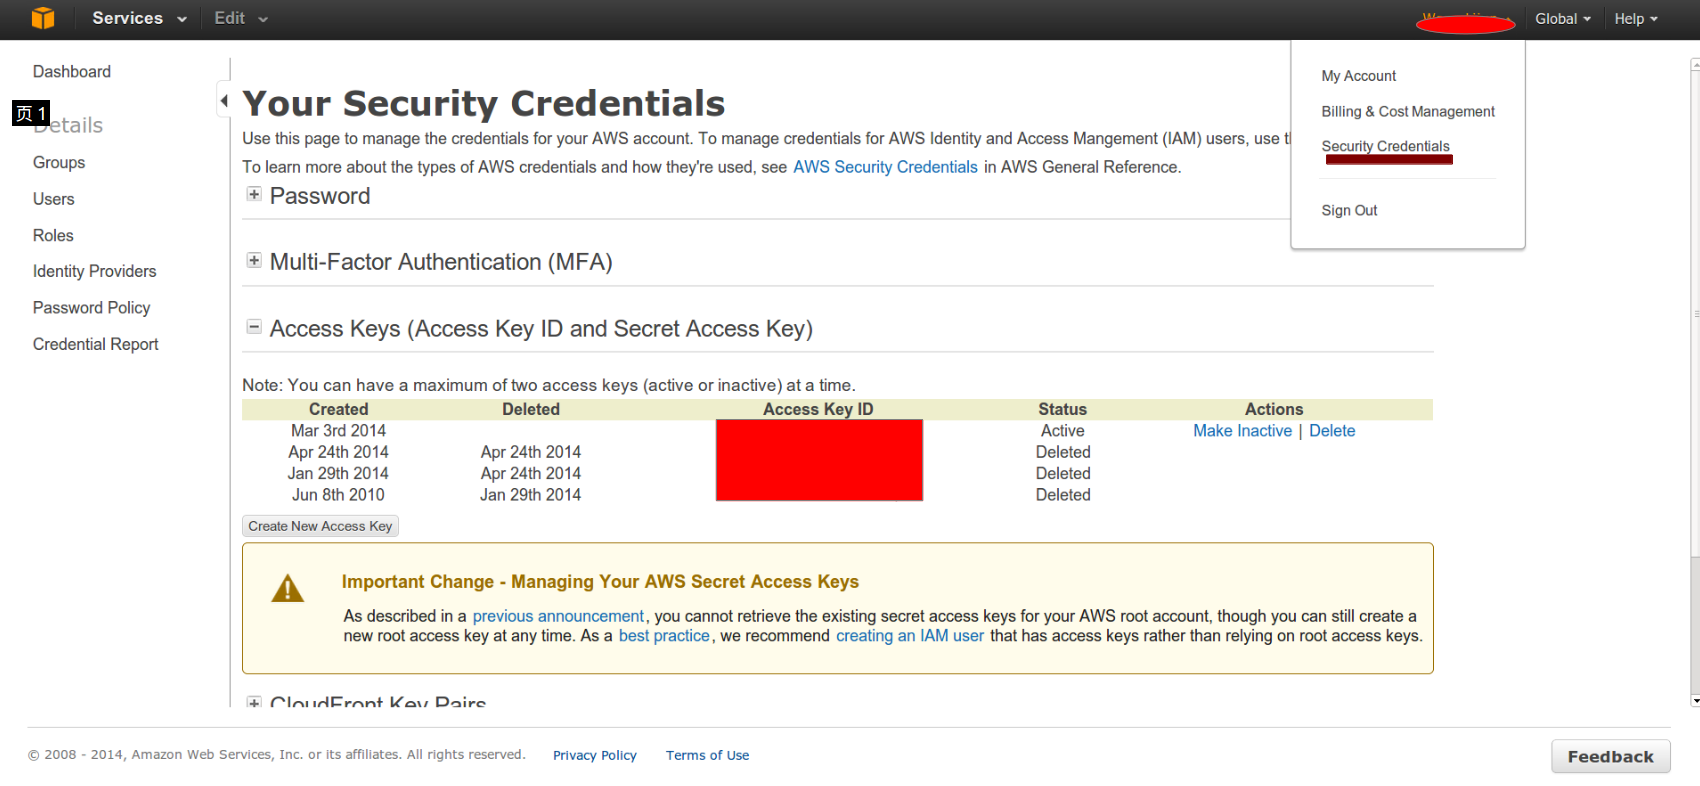 Services Edit Global Help
My Account
Billing & Cost Management
Security Credentials
Sign Out
Dashboard
页 1
Details
Groups
Users
Roles
Identity Providers
Password Policy
Credential Report
Your Security Credentials
Use this page to manage the credentials for your AWS account. To manage credentials for AWS Identity and Access Mangement (IAM) users, use
To learn more about the types of AWS credentials and how they're used, see AWS Security Credentials in AWS General Reference.
Password
Multi-Factor Authentication (MFA)
Access Keys (Access Key ID and Secret Access Key)
Note: You can have a maximum of two access keys (active or inactive) at a time.
Created Deleted Access Key ID Status Actions
Mar 3rd 2014 Active Make Inactive | Delete
Apr 24th 2014 Apr 24th 2014 Deleted
Jan 29th 2014 Apr 24th 2014 Deleted
Jun 8th 2010 Jan 29th 2014 Deleted
Create New Access Key
Important Change - Managing Your AWS Secret Access Keys
As described in a previous announcement, you cannot retrieve the existing secret access keys for your AWS root account, though you can still create a
new root access key at any time. As a best practice, we recommend creating an IAM user that has access keys rather than relying on root access keys.
CloudFront Key Pairs
© 2008 - 2014, Amazon Web Services, Inc. or its affiliates. All rights reserved. Privacy Policy Terms of Use
Feedback